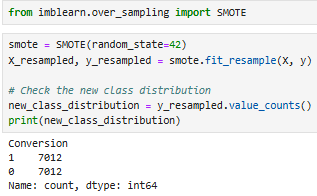 from imblearn.over_sampling import SMOTE
smote = SMOTE(random_state=42)
X_resampled, y_resampled = smote.fit_resample(X, y)
# Check the new class distribution
new_class_distribution = y_resampled.value_counts()
print(new_class_distribution)
Conversion
1    7012
0    7012
Name: count, dtype: int64